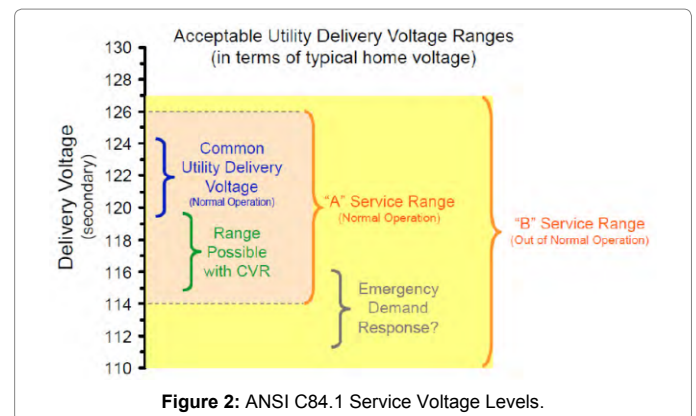 Acceptable Utility Delivery Voltage Ranges
(in terms of typical home voltage)
Delivery Voltage
(secondary)
130
128
126
124
122
120
118
116
114
112
110
Common
Utility Delivery
Voltage
(Normal Operation)
Range
Possible
with CVR
"A" Service Range
(Normal Operation)
Emergency
Demand
Response?
"B" Service Range
(Out of Normal Operation)
Figure 2: ANSI C84.1 Service Voltage Levels.